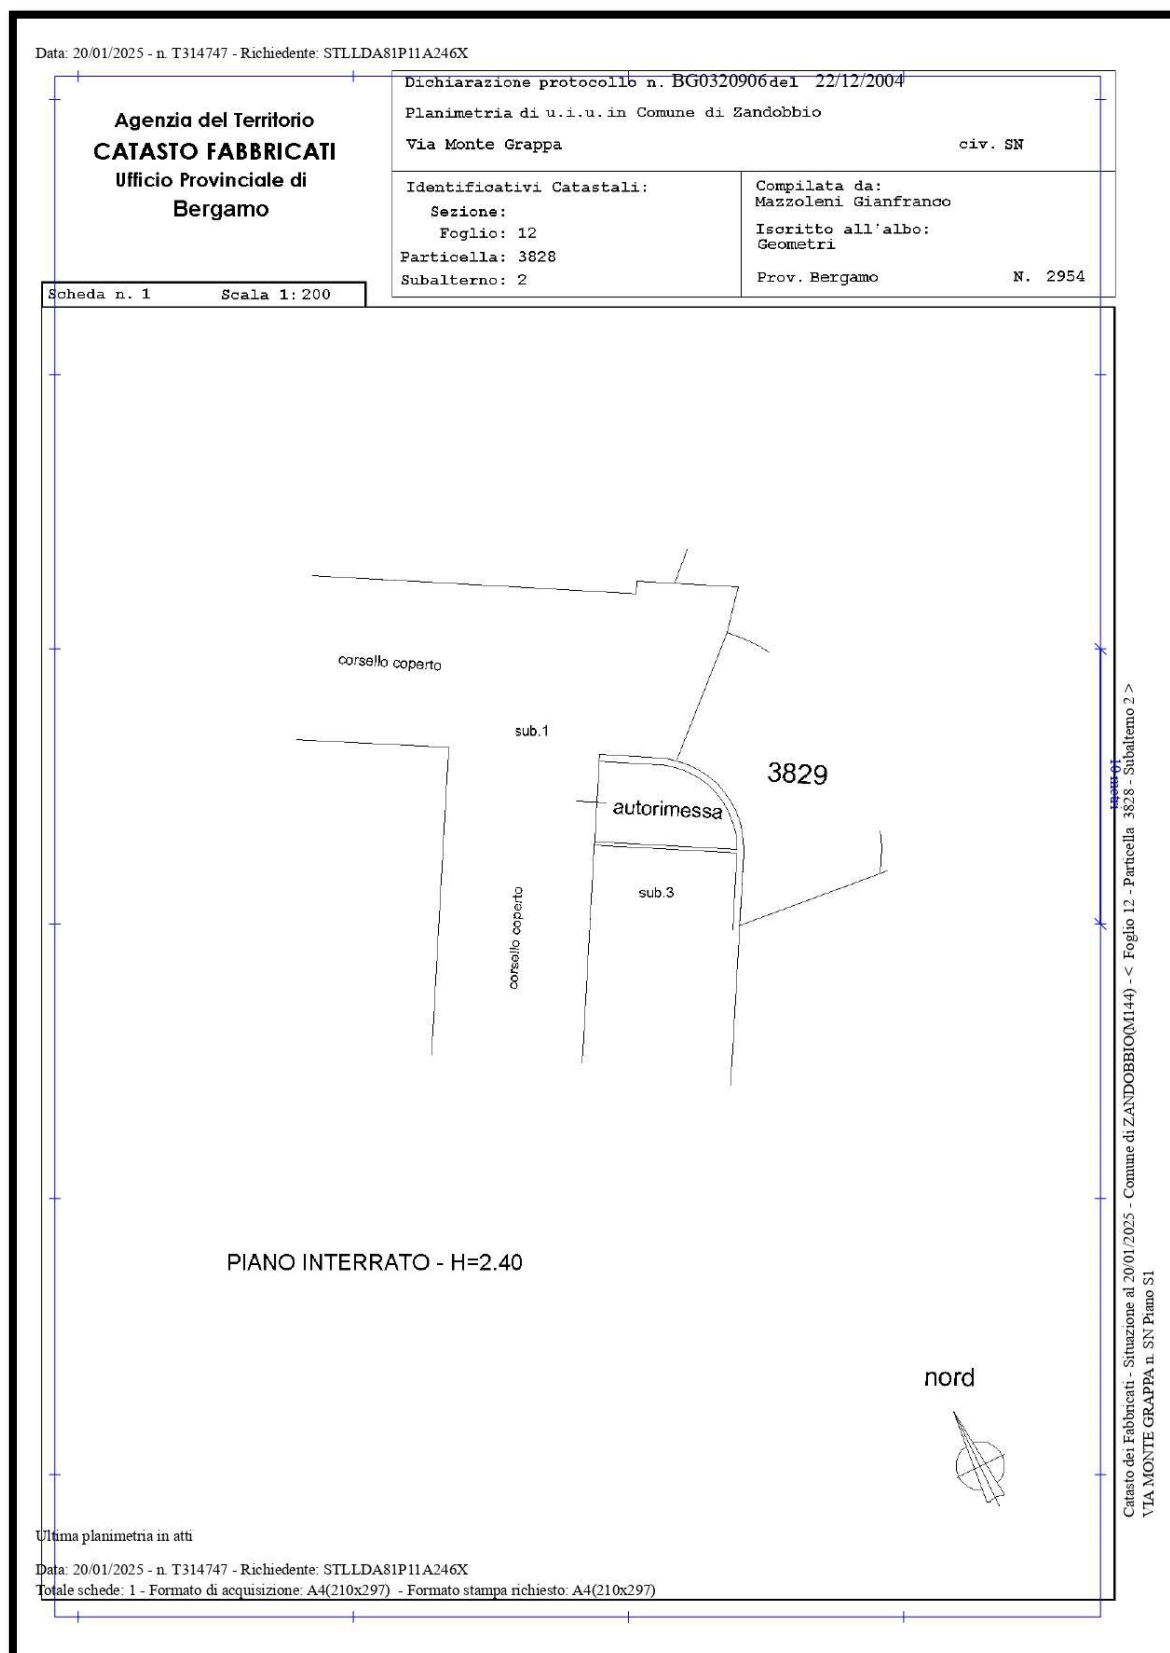 Data: 20/01/2025 - n. T314747 - Richiedente: STLLDA81P11A246X
Agenzia del Territorio
CATASTO FABBRICATI
Ufficio Provinciale di
Bergamo
Dichiarazione protocollo n. BG0320906 del 22/12/2004
Planimetria di u.i.u. in Comune di Zandobbio
Via Monte Grappa civ. SN
Identificativi Catastali:
Sezione:
Foglio: 12
Particella: 3828
Subalterno: 2
Compilata da:
Mazzoleni Gianfranco
Iscritto all'albo:
Geometri
Prov. Bergamo N. 2954
Scheda n. 1 Scala 1:200
corsello coperto
sub.1
3829
autorimessa
sub.3
corsello coperto
10 metri
PIANO INTERRATO - H=2.40
nord
Catasto dei Fabbricati - Situazione al 20/01/2025 - Comune di ZANDOBBIO(M144) - < Foglio 12 - Particella 3828 - Subalterno 2 >
VIA MONTE GRAPPA n. SN Piano S1
Ultima planimetria in atti
Data: 20/01/2025 - n. T314747 - Richiedente: STLLDA81P11A246X
Totale schede: 1 - Formato di acquisizione: A4(210x297) - Formato stampa richiesto: A4(210x297)